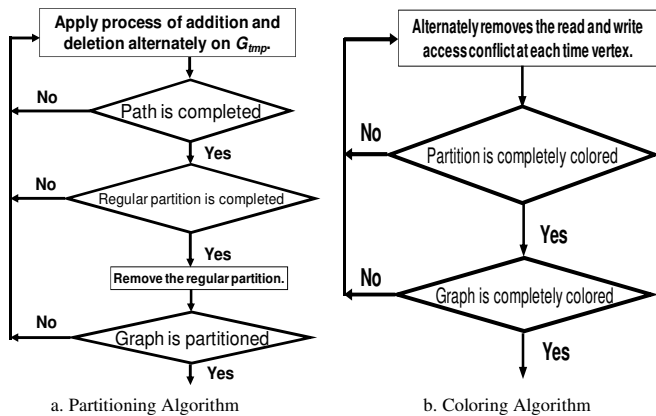 Apply process of addition and
deletion alternately on Gtmp.
No
Path is completed
Yes
No
Regular partition is completed
Yes
Remove the regular partition.
No
Graph is partitioned
Yes
a. Partitioning Algorithm
Alternately removes the read and write
access conflict at each time vertex.
No
Partition is completely colored
Yes
No
Graph is completely colored
Yes
b. Coloring Algorithm